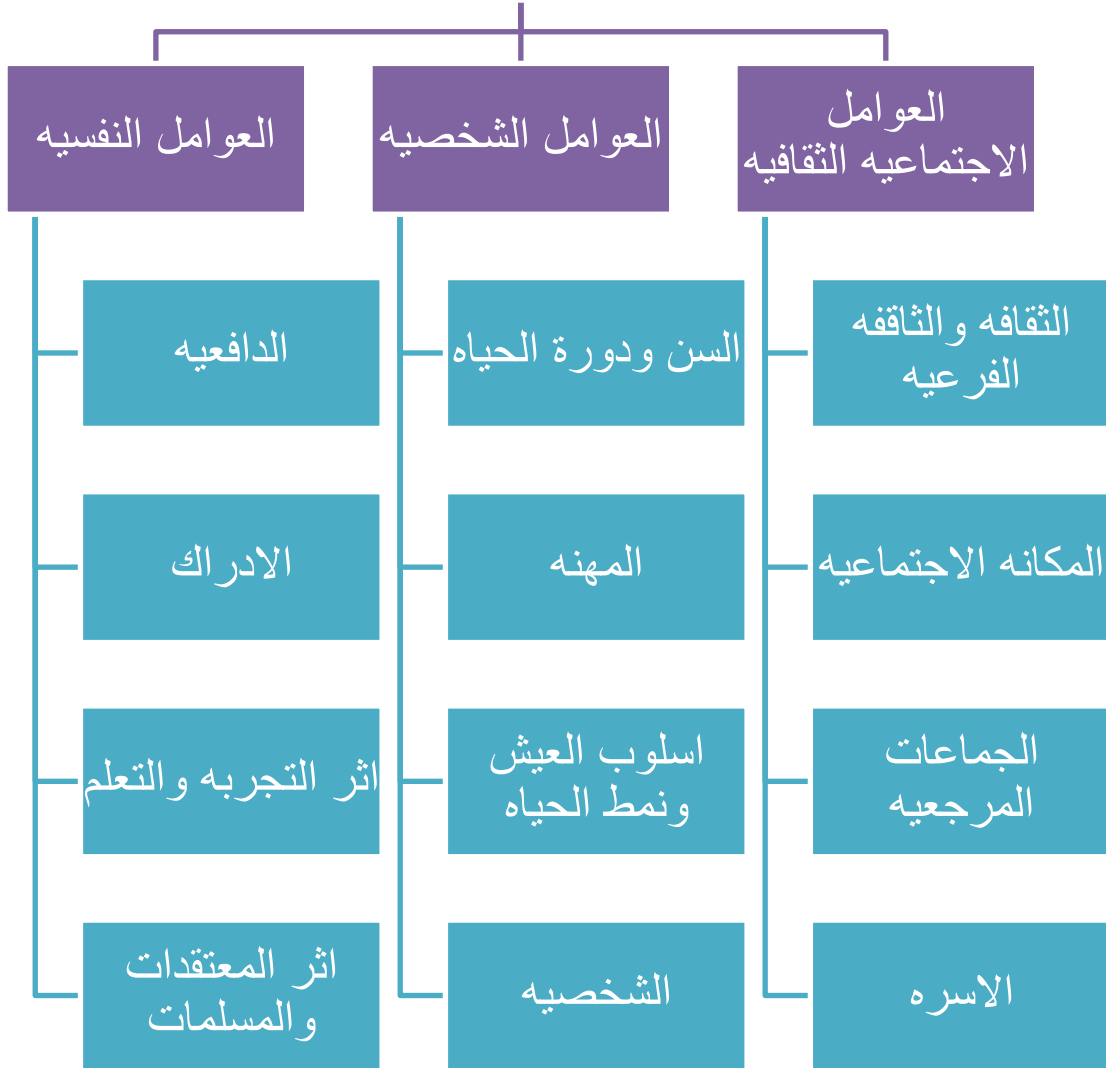 العوامل
الاجتماعيه الثقافيه
الثقافه والثاقفه
الفرعيه
المكانه الاجتماعيه
الجماعات
المرجعيه
الاسره
العوامل الشخصيه
السن ودورة الحياه
المهنه
اسلوب العيش
ونمط الحياه
الشخصيه
العوامل النفسيه
الدافعيه
الادراك
اثر التجربه والتعلم
اثر المعتقدات
والمسلمات